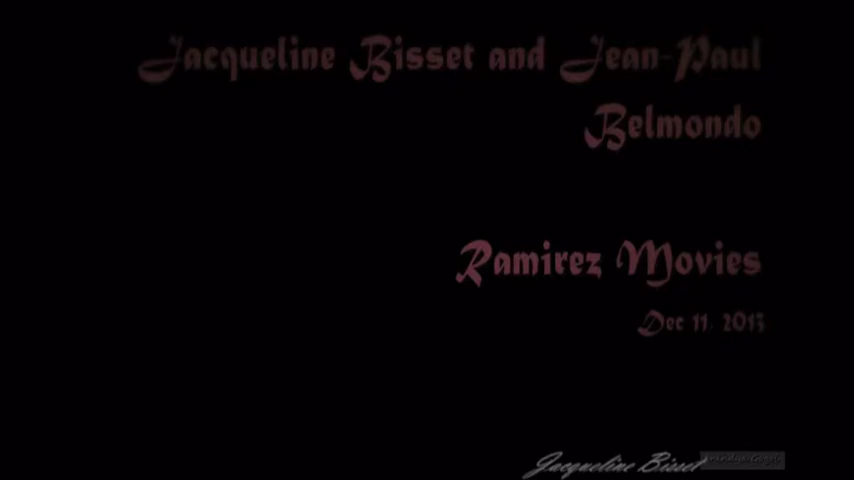 Jacqueline Bisset and Jean-Paul
Belmondo
Ramirez Movies
Dec 11, 2013
Jacqueline Bisset